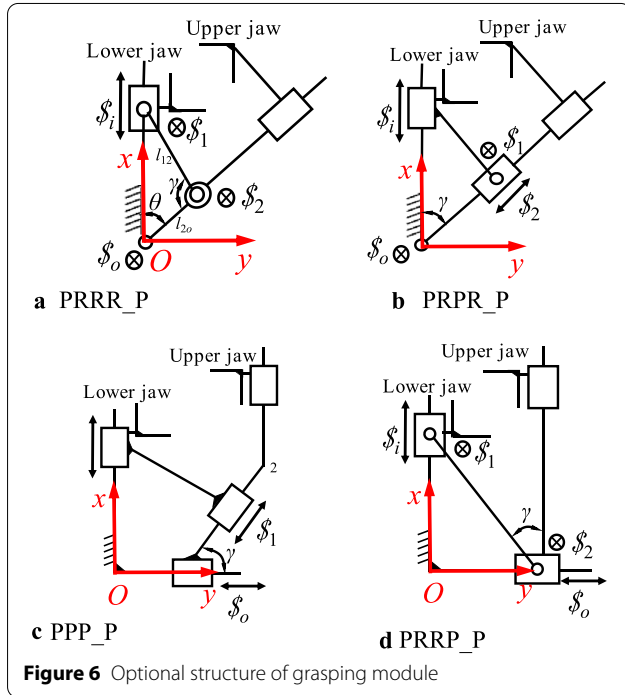 Upper jaw
Lower jaw
$i
$1
x
l12
γ
θ
$2
l2o
$o
O
y
a PRRR_P
Upper jaw
Lower jaw
$i
$1
x
$2
γ
$o
O
y
b PRPR_P
Upper jaw
Lower jaw
2
x
$1
γ
O
y
$o
c PPP_P
Upper jaw
Lower jaw
$i
$1
x
γ
$2
O
y
$o
d PRRP_P
Figure 6 Optional structure of grasping module